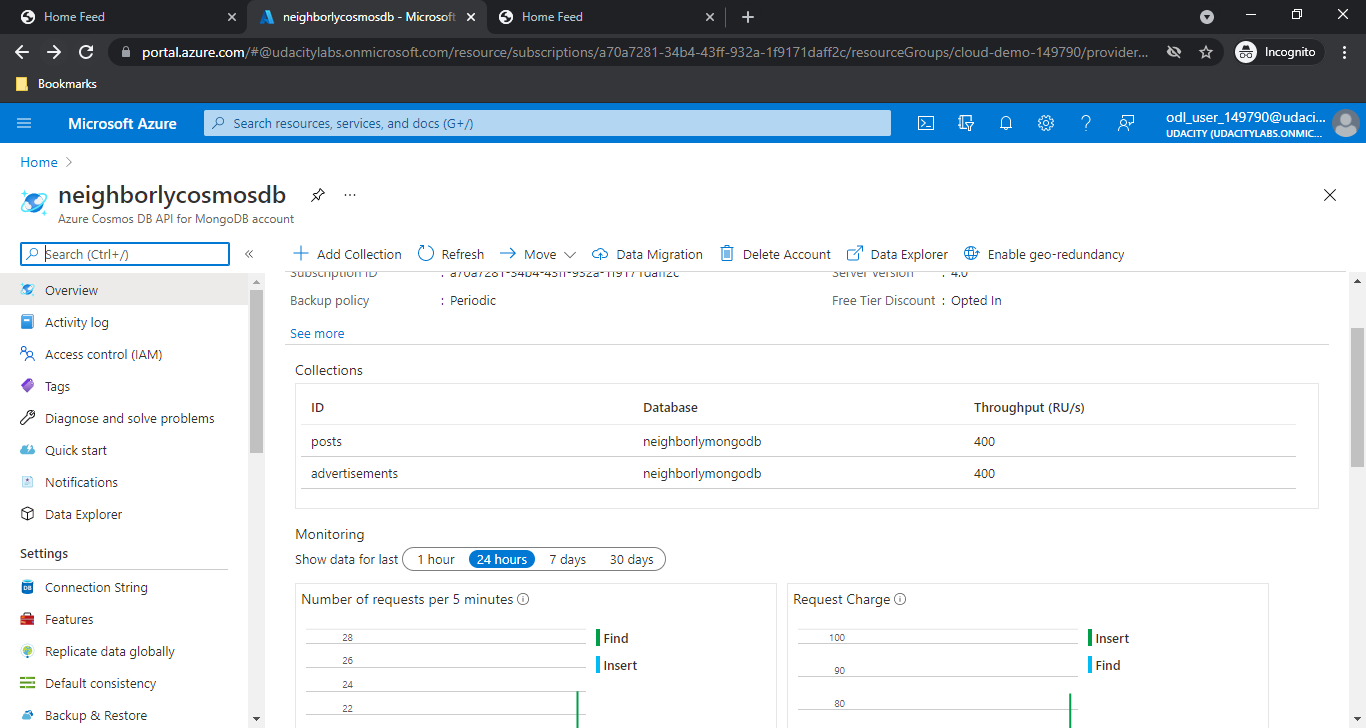 Home Feed
neighborlycosmosdb - Microsoft
Home Feed
portal.azure.com/#@udacitylabs.onmicrosoft.com/resource/subscriptions/a70a7281-34b4-43ff-932a-1f9171daff2c/resourceGroups/cloud-demo-149790/provider...
Incognito
Bookmarks
Microsoft Azure
Search resources, services, and docs (G+/)
odl_user_149790@udaci...
UDACITY (UDACITYLABS.ONMIC...
Home
neighborlycosmosdb
...
Azure Cosmos DB API for MongoDB account
Search (Ctrl+/)
«
Add Collection
Refresh
Move
Data Migration
Delete Account
Data Explorer
Enable geo-redundancy
Overview
Activity log
Access control (IAM)
Tags
Diagnose and solve problems
Quick start
Notifications
Data Explorer
Settings
Connection String
Features
Replicate data globally
Default consistency
Backup & Restore
Subscription ID : a70a7281-34b4-43ff-932a-1f9171daff2c
Server Version : 4.0
Backup policy : Periodic
Free Tier Discount : Opted In
See more
Collections
ID Database Throughput (RU/s)
posts neighborlymongodb 400
advertisements neighborlymongodb 400
Monitoring
Show data for last 1 hour 24 hours 7 days 30 days
Number of requests per 5 minutes
28
26
24
22
Find
Insert
Request Charge
100
90
80
Insert
Find